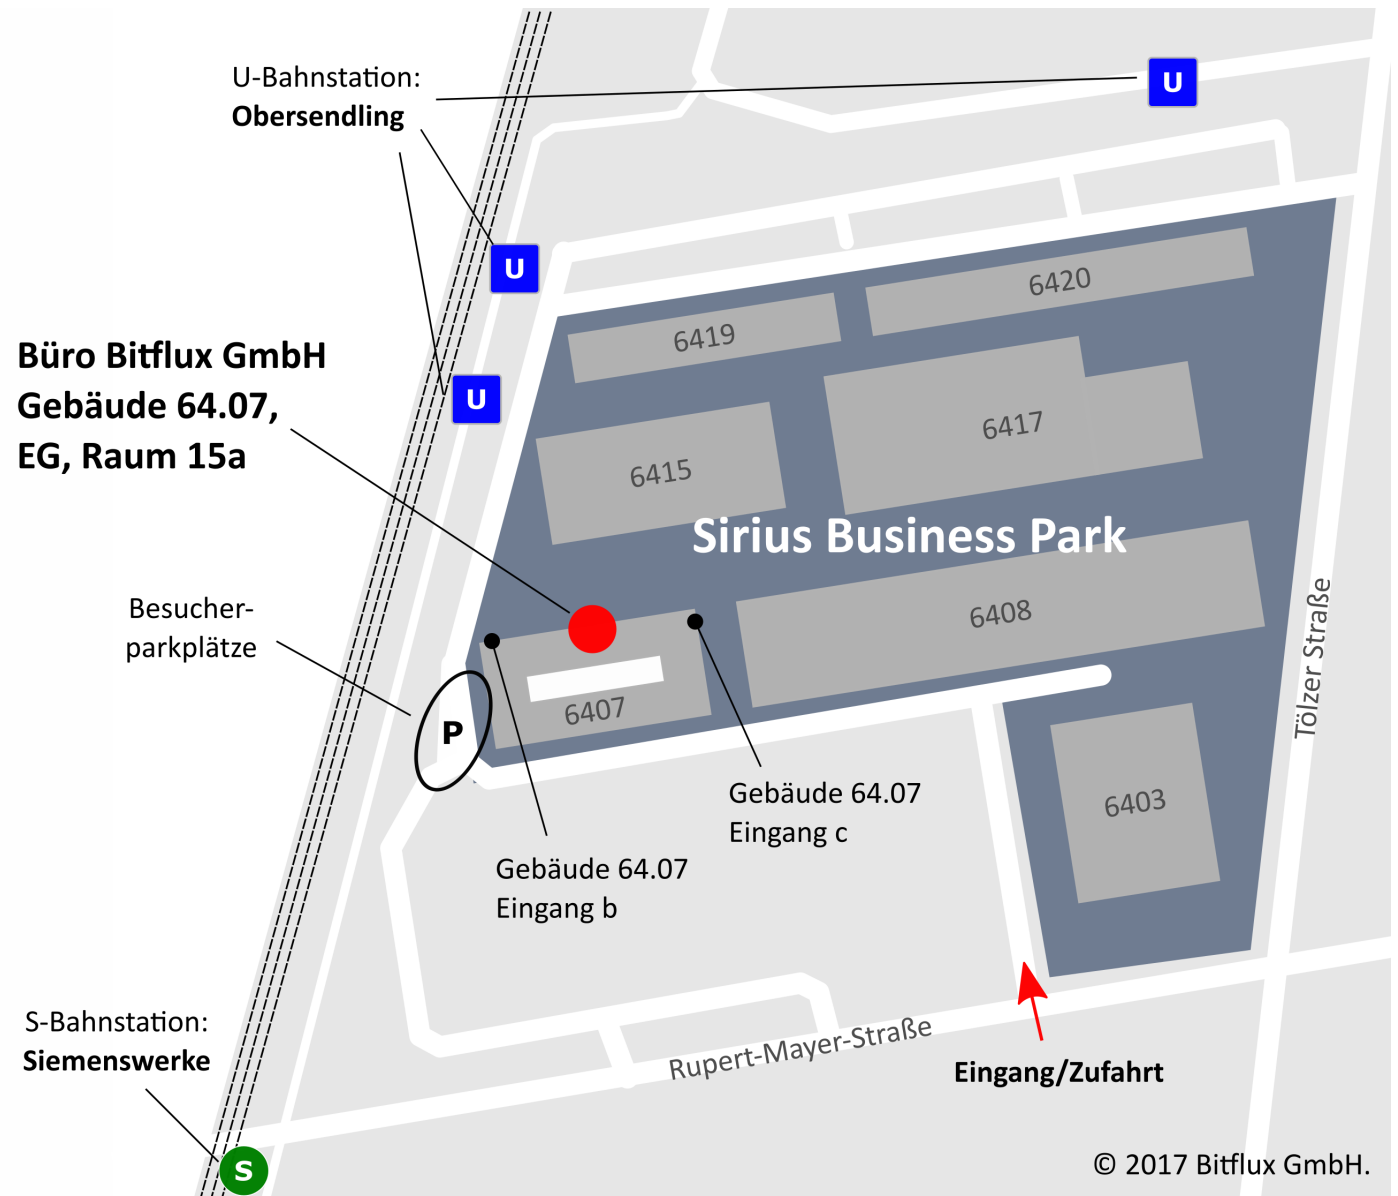 U-Bahnstation:
Obersendling
U
U
U
6420
6419
Büro Bitflux GmbH
Gebäude 64.07,
EG, Raum 15a
6417
6415
Sirius Business Park
Besucher-
parkplätze
6408
Tölzer Straße
6407
P
Gebäude 64.07
Eingang c
6403
Gebäude 64.07
Eingang b
S-Bahnstation:
Siemenswerke
Rupert-Mayer-Straße
Eingang/Zufahrt
S
© 2017 Bitflux GmbH.